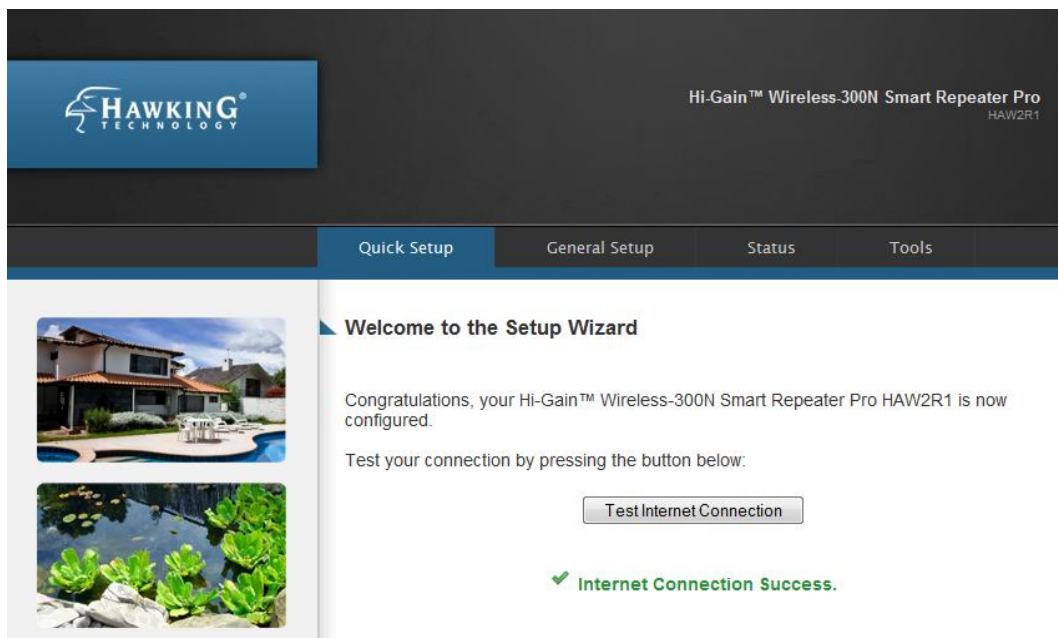 HAWKING®
TECHNOLOGY
Hi-Gain™ Wireless-300N Smart Repeater Pro
HAW2R1
Quick Setup General Setup Status Tools
Welcome to the Setup Wizard
Congratulations, your Hi-Gain™ Wireless-300N Smart Repeater Pro HAW2R1 is now
configured.
Test your connection by pressing the button below:
Test Internet Connection
Internet Connection Success.